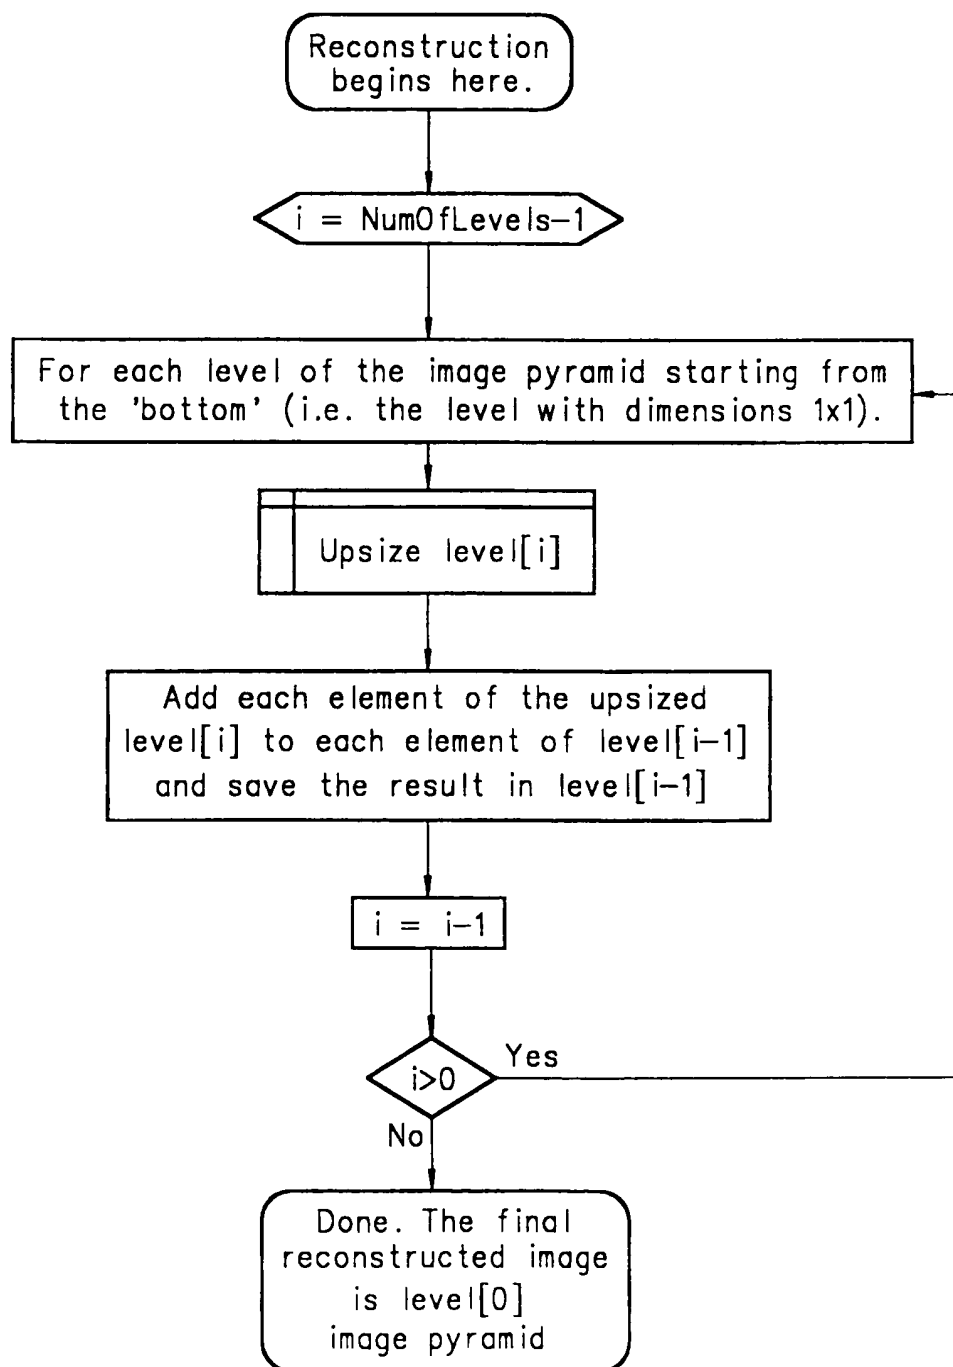 Reconstruction
begins here.
i = NumOfLevels-1
For each level of the image pyramid starting from
the 'bottom' (i.e. the level with dimensions 1x1).
Upsize level[i]
Add each element of the upsized
level[i] to each element of level[i-1]
and save the result in level[i-1]
i = i-1
i>0
Yes
No
Done. The final
reconstructed image
is level[0]
image pyramid